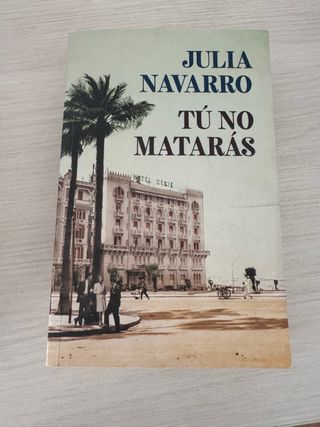 JULIA
NAVARRO
TÚ NO
MATARÁS
HOTEL CECIL